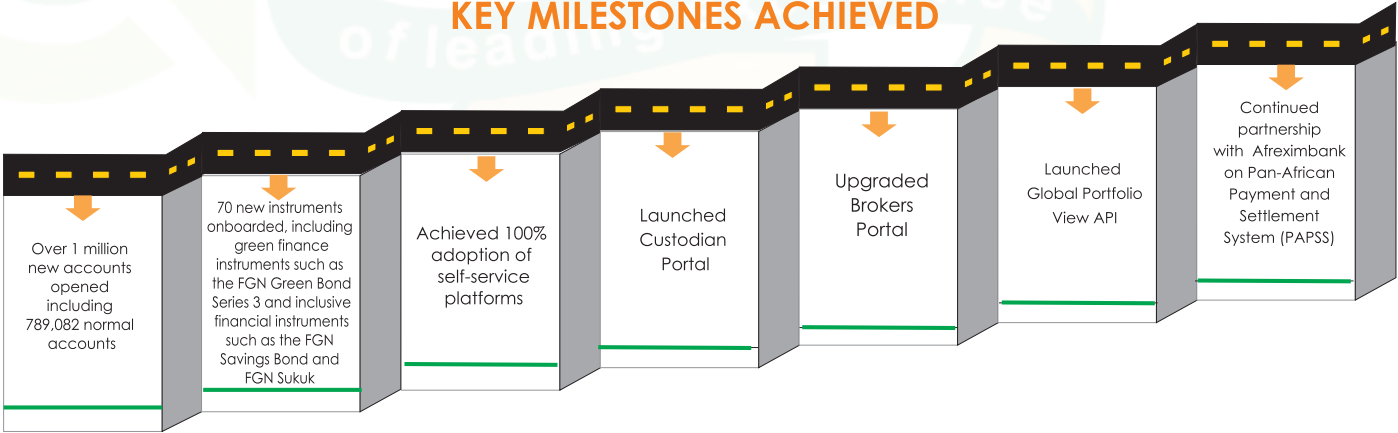 KEY MILESTONES ACHIEVED
of leading
Over 1 million
new accounts
opened
including
789,082 normal
accounts
70 new instruments
onboarded, including
green finance
instruments such as
the FGN Green Bond
Series 3 and inclusive
financial instruments
such as the FGN
Savings Bond and
FGN Sukuk
Achieved 100%
adoption of
self-service
platforms
Launched
Custodian
Portal
Upgraded
Brokers
Portal
Launched
Global Portfolio
View API
Continued
partnership
with Afreximbank
on Pan-African
Payment and
Settlement
System (PAPSS)